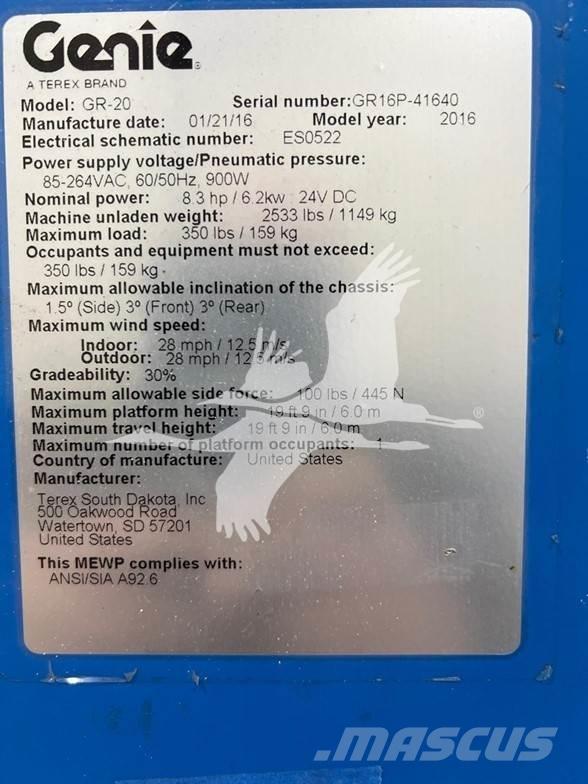 Genie®
A TEREX BRAND
Model: GR-20 Serial number:GR16P-41640
Manufacture date: 01/21/16 Model year: 2016
Electrical schematic number: ES0522
Power supply voltage/Pneumatic pressure:
85-264VAC, 60/50Hz, 900W
Nominal power: 8.3 hp / 6.2kw 24V DC
Machine unladen weight: 2533 lbs / 1149 kg
Maximum load: 350 lbs / 159 kg
Occupants and equipment must not exceed:
350 lbs / 159 kg
Maximum allowable inclination of the chassis:
1.5º (Side) 3º (Front) 3º (Rear)
Maximum wind speed:
Indoor: 28 mph / 12.5 m/s
Outdoor: 28 mph / 12.5 m/s
Gradeability: 30%
Maximum allowable side force: 100 lbs / 445 N
Maximum platform height: 19 ft 9 in / 6.0 m
Maximum travel height: 19 ft 9 in / 6.0 m
Maximum number of platform occupants: 1
Country of manufacture: United States
Manufacturer:
Terex South Dakota, Inc
500 Oakwood Road
Watertown, SD 57201
United States
This MEWP complies with:
ANSI/SIA A92.6
®
MASCUS